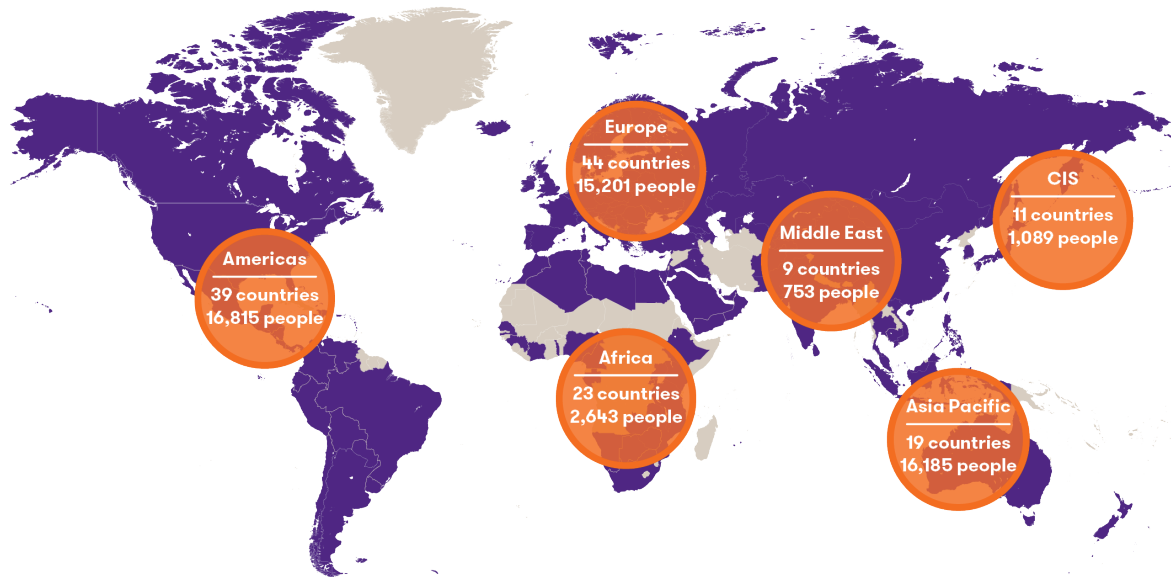 Europe
44 countries
15,201 people
CIS
11 countries
1,089 people
Middle East
9 countries
753 people
Americas
39 countries
16,815 people
Africa
23 countries
2,643 people
Asia Pacific
19 countries
16,185 people